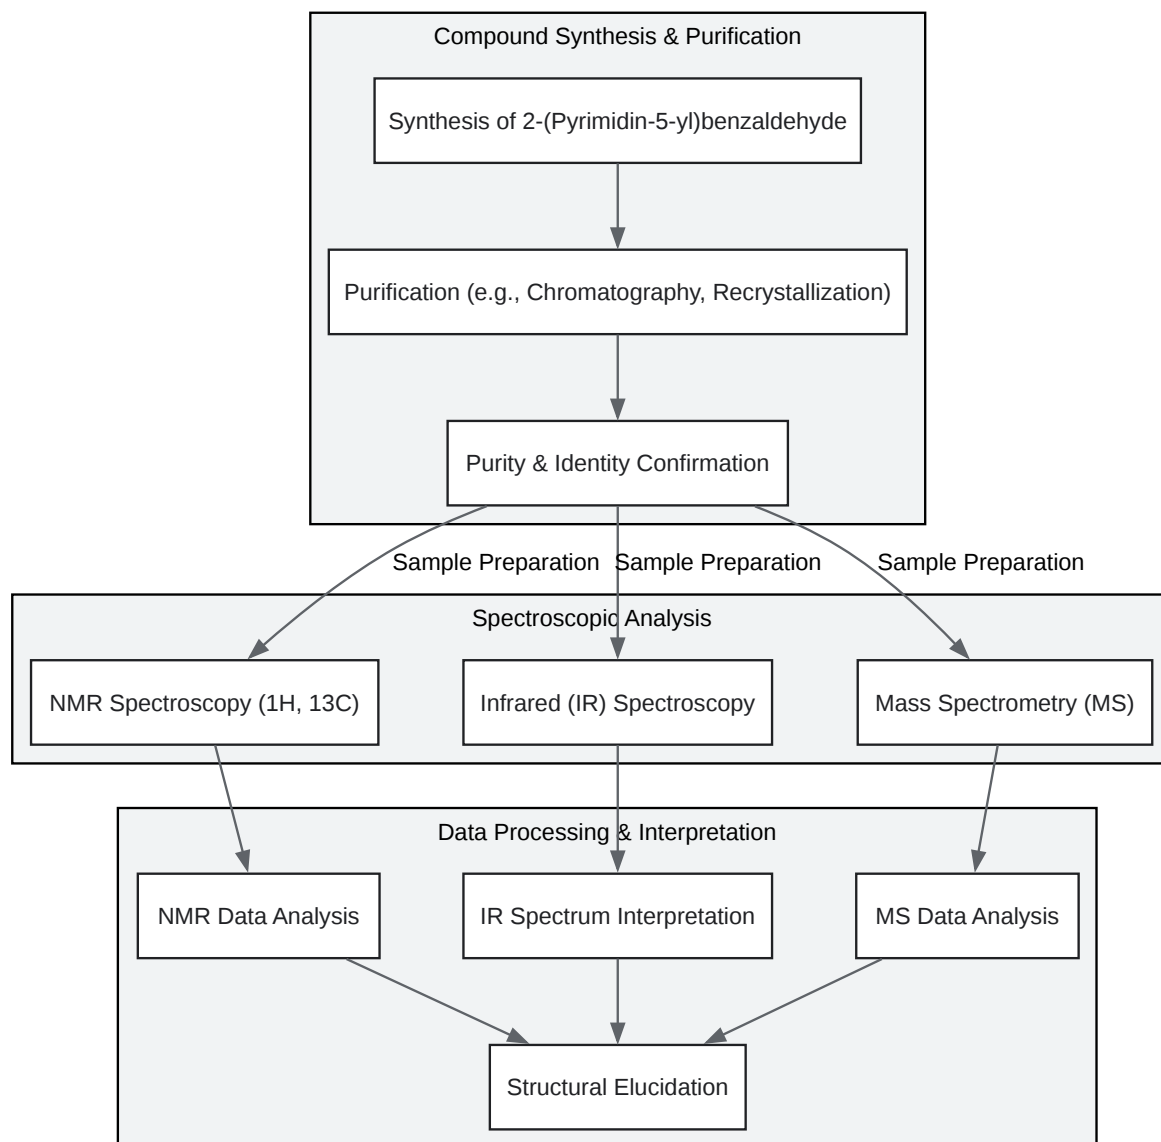 Compound Synthesis & Purification
Synthesis of 2-(Pyrimidin-5-yl)benzaldehyde
Purification (e.g., Chromatography, Recrystallization)
Purity & Identity Confirmation
Sample Preparation
Sample Preparation
Sample Preparation
Spectroscopic Analysis
NMR Spectroscopy (1H, 13C)
Infrared (IR) Spectroscopy
Mass Spectrometry (MS)
Data Processing & Interpretation
NMR Data Analysis
IR Spectrum Interpretation
MS Data Analysis
Structural Elucidation